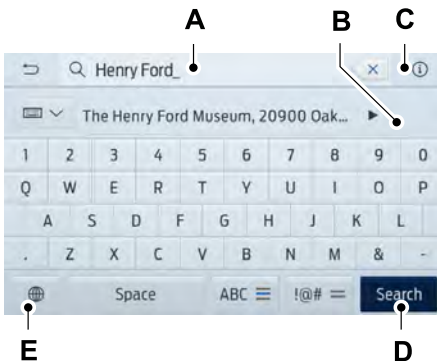 A B C
Henry Ford_ × i
The Henry Ford Museum, 20900 Oak...
1 2 3 4 5 6 7 8 9 0
Q W E R T Y U I O P
A S D F G H J K L
. Z X C V B N M & -
Space ABC !@# = Search
E D